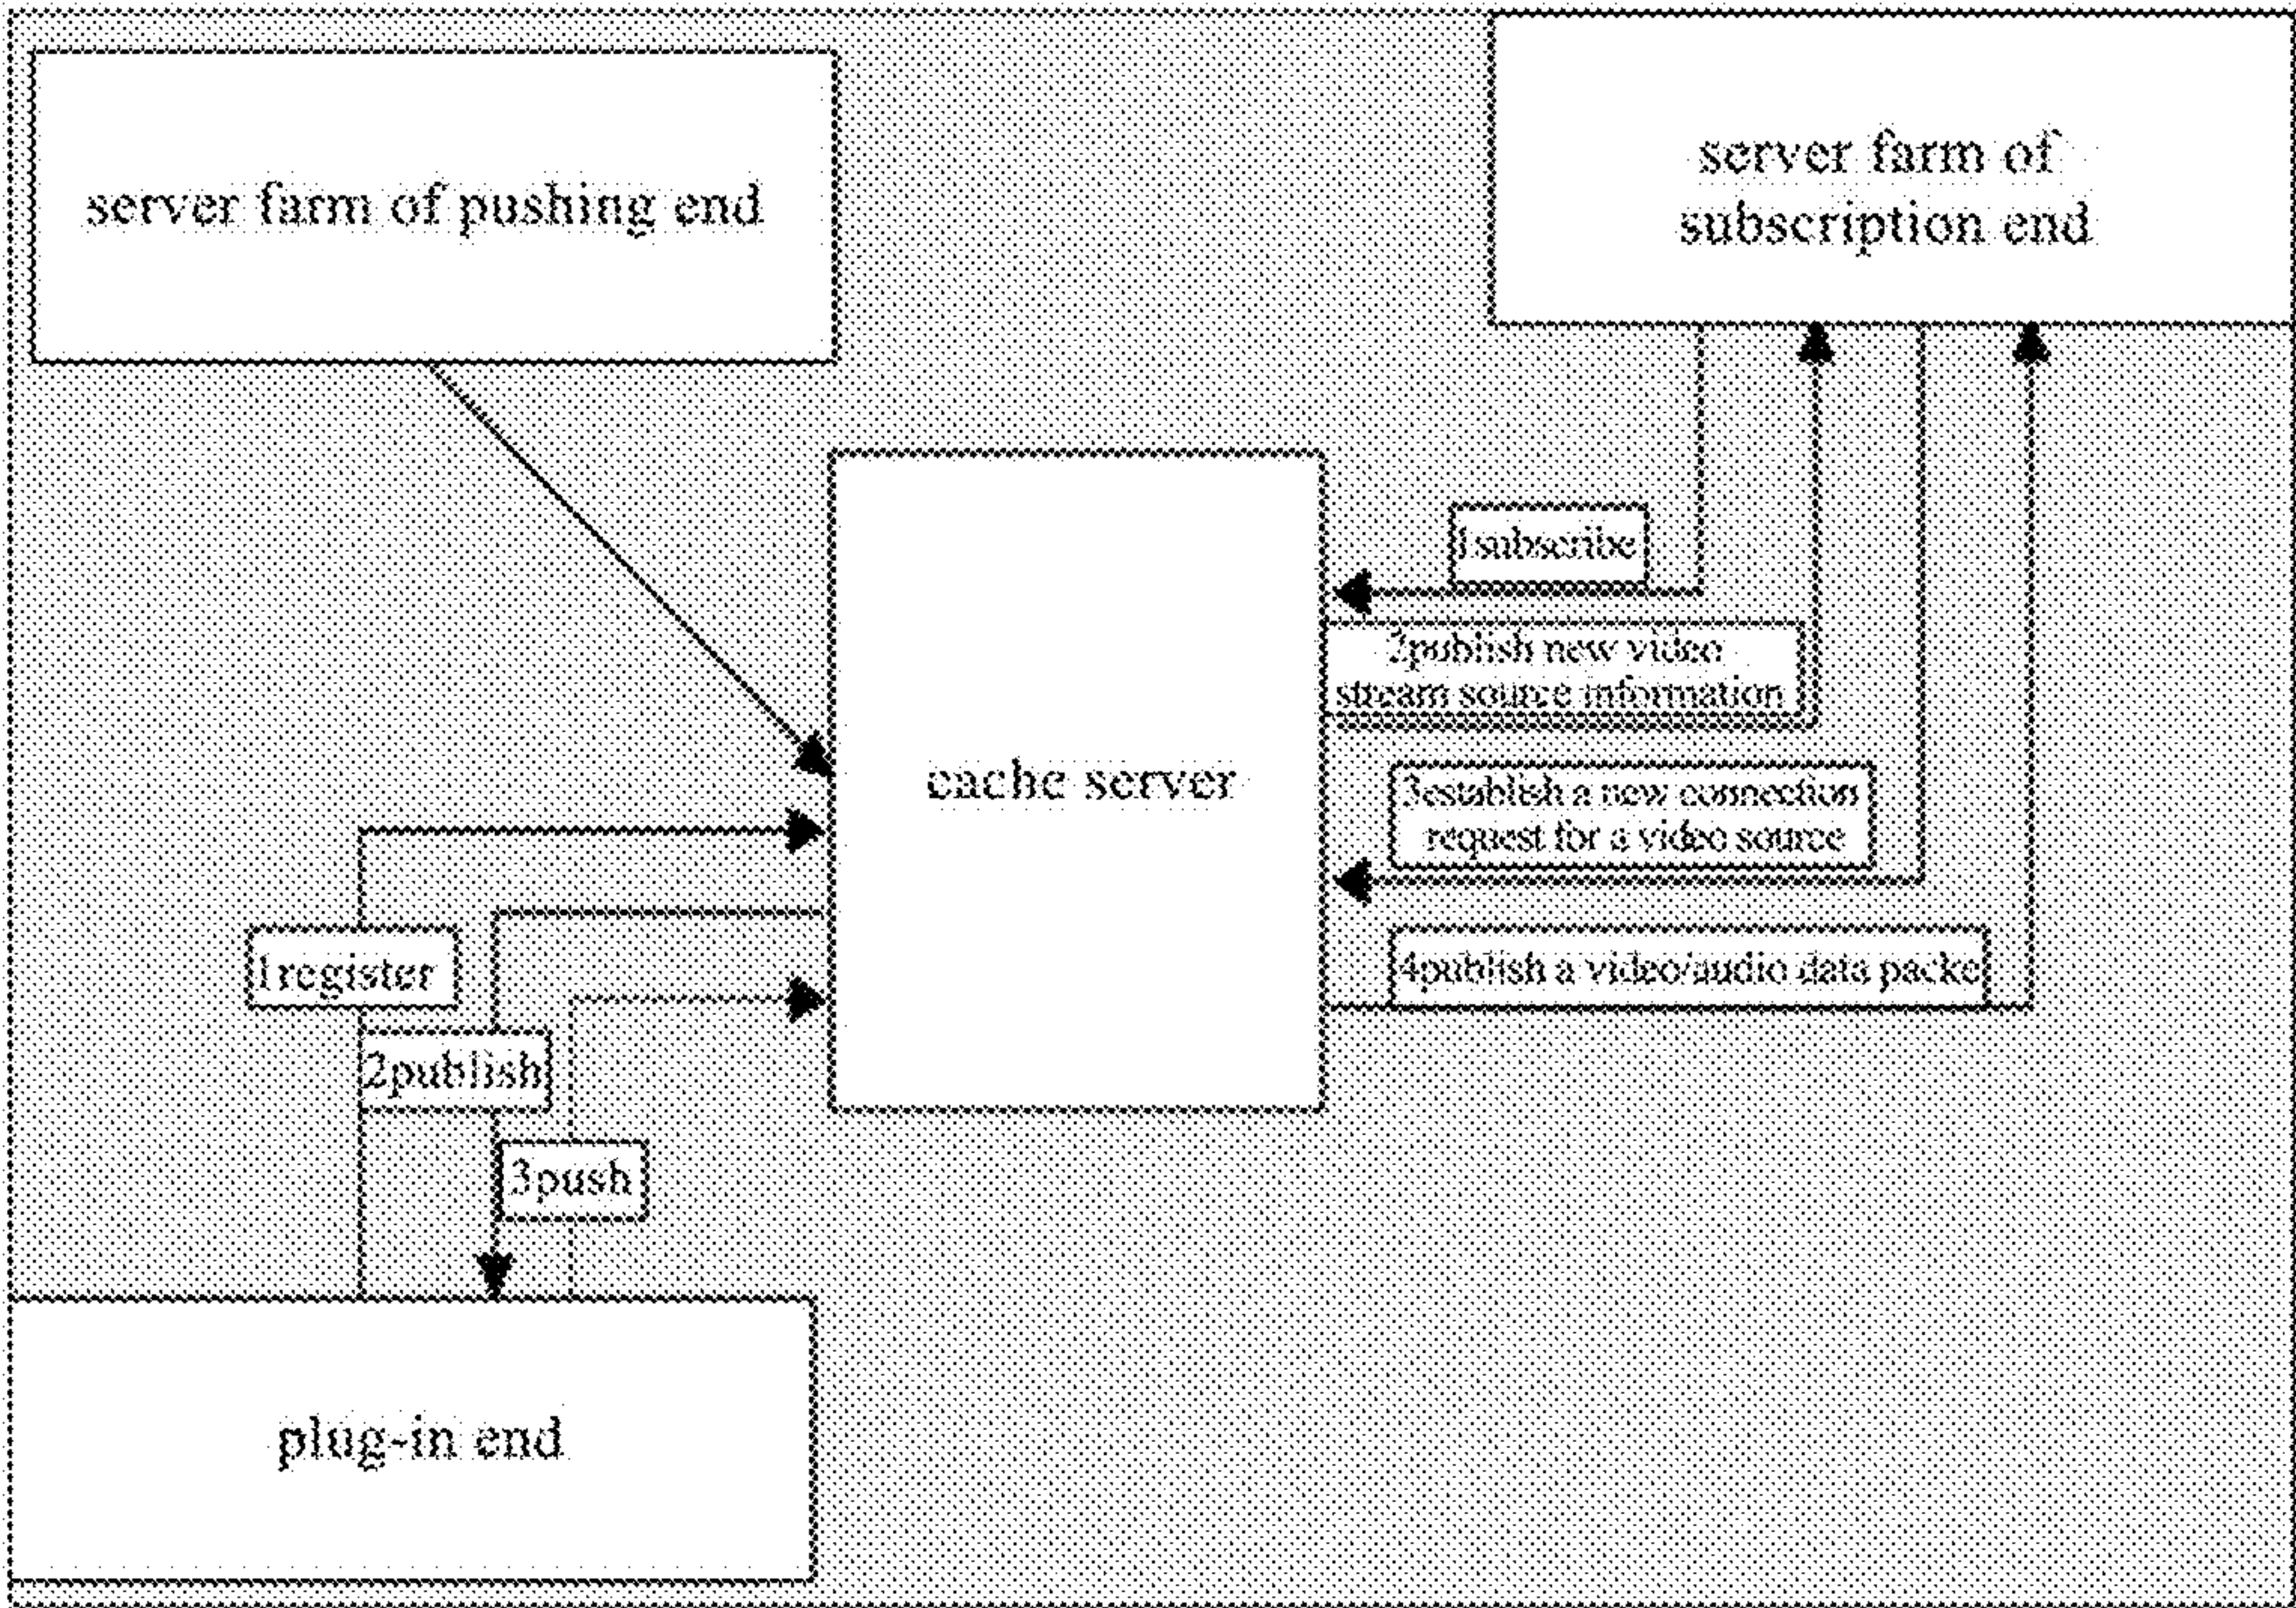 server farm of pushing end
server farm of
subscription end
1subscribe
2publish new video
stream source information
cache server
3establish a new connection
request for a video source
1register
4publish a video/audio data packe
2publish
3push
plug-in end